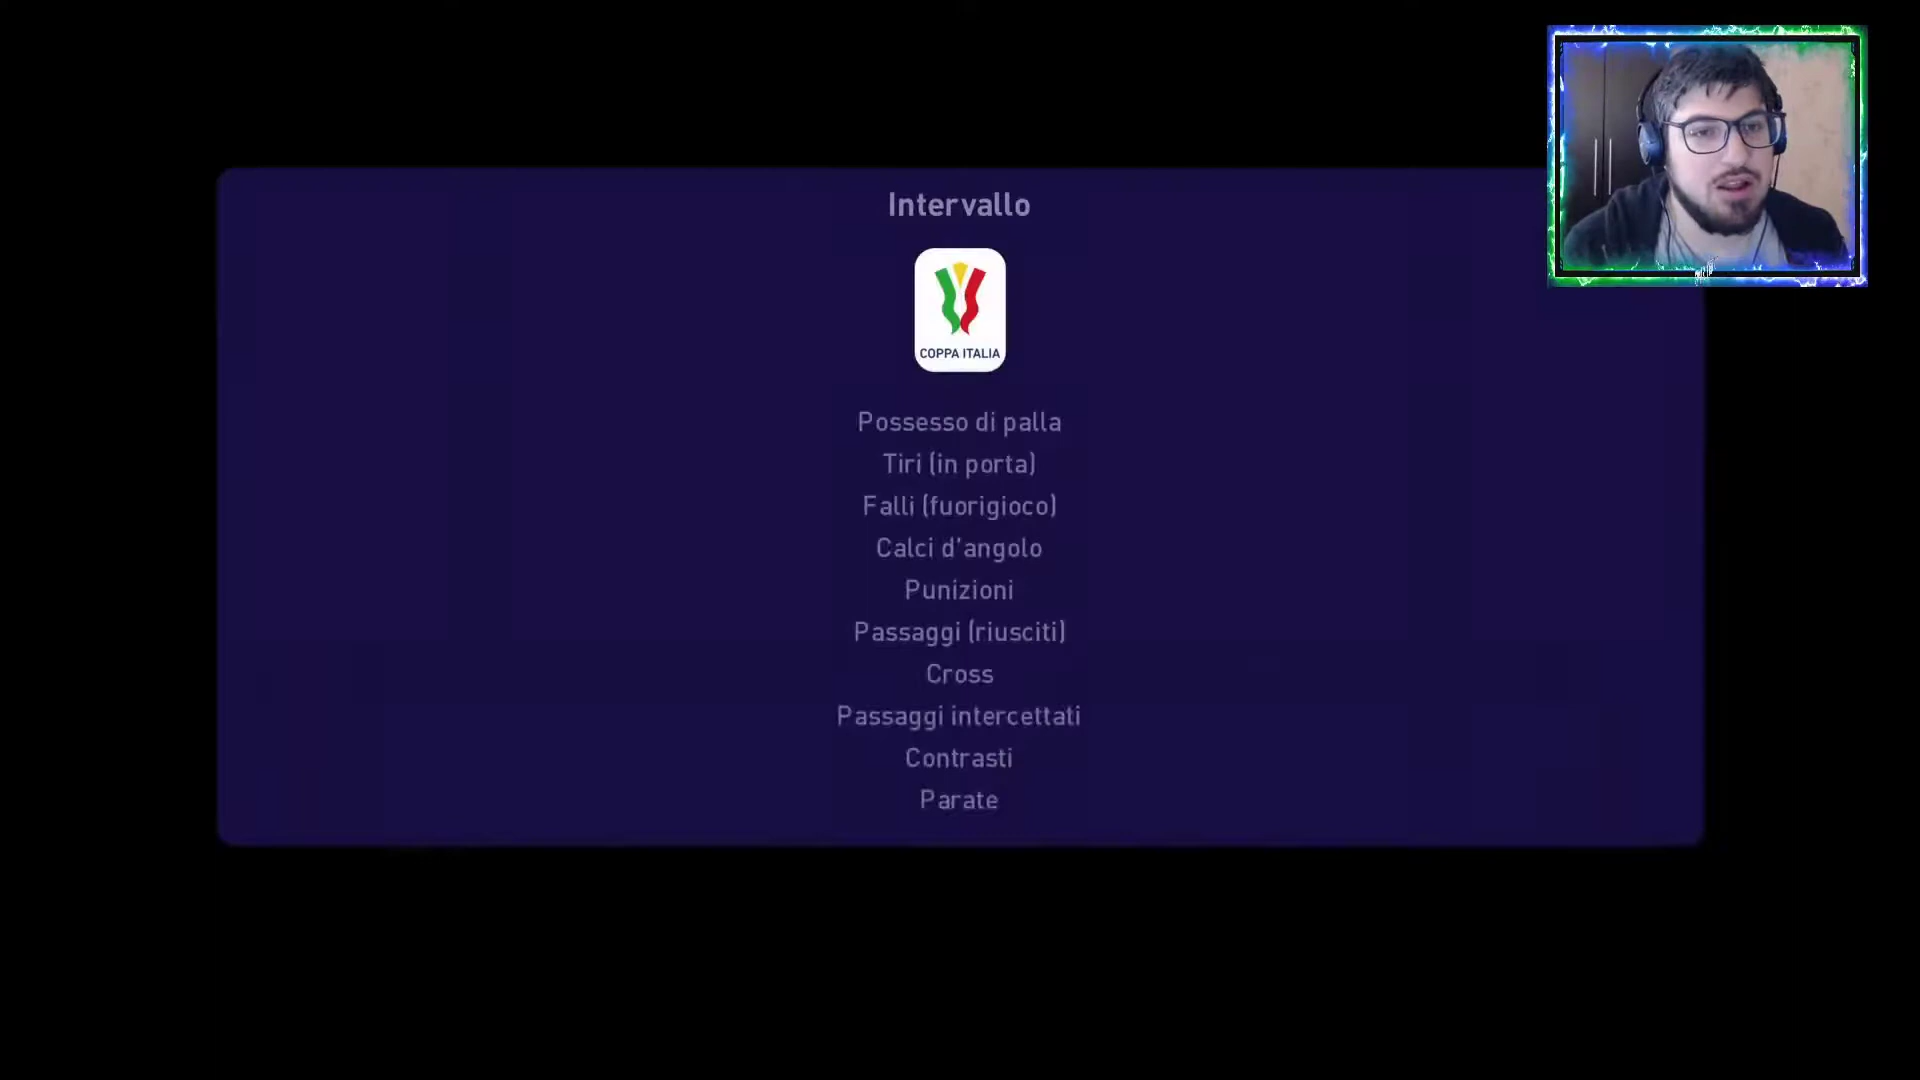 Intervallo
COPPA ITALIA
Possesso di palla
Tiri (in porta)
Falli (fuorigioco)
Calci d'angolo
Punizioni
Passaggi (riusciti)
Cross
Passaggi intercettati
Contrasti
Parate